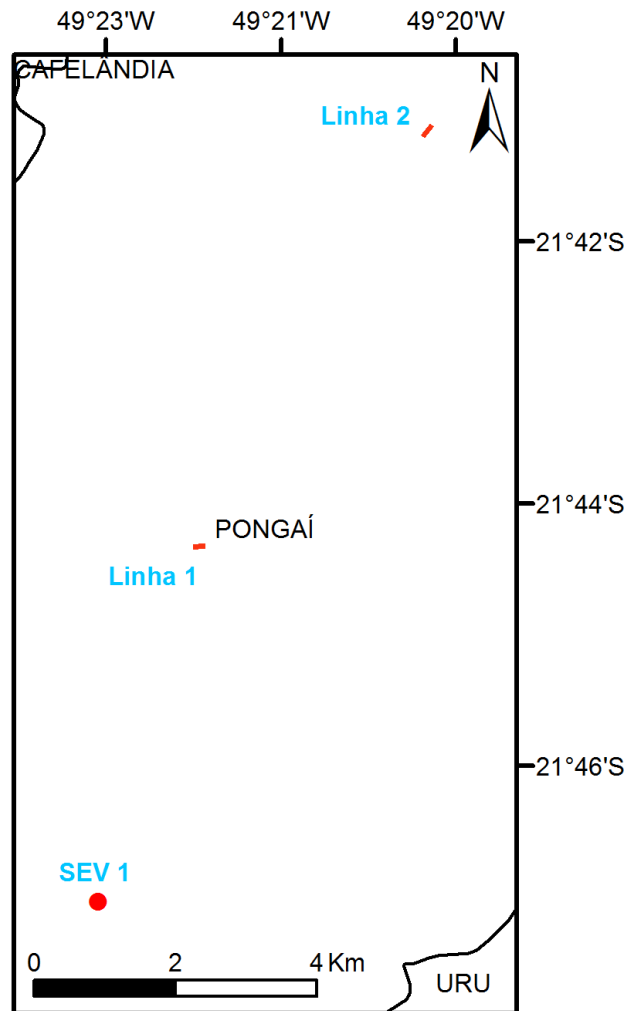 49°23'W 49°21'W 49°20'W
CAFELÂNDIA
N
Linha 2
21°42'S
21°44'S
PONGAÍ
Linha 1
21°46'S
SEV 1
0 2 4 Km
URU